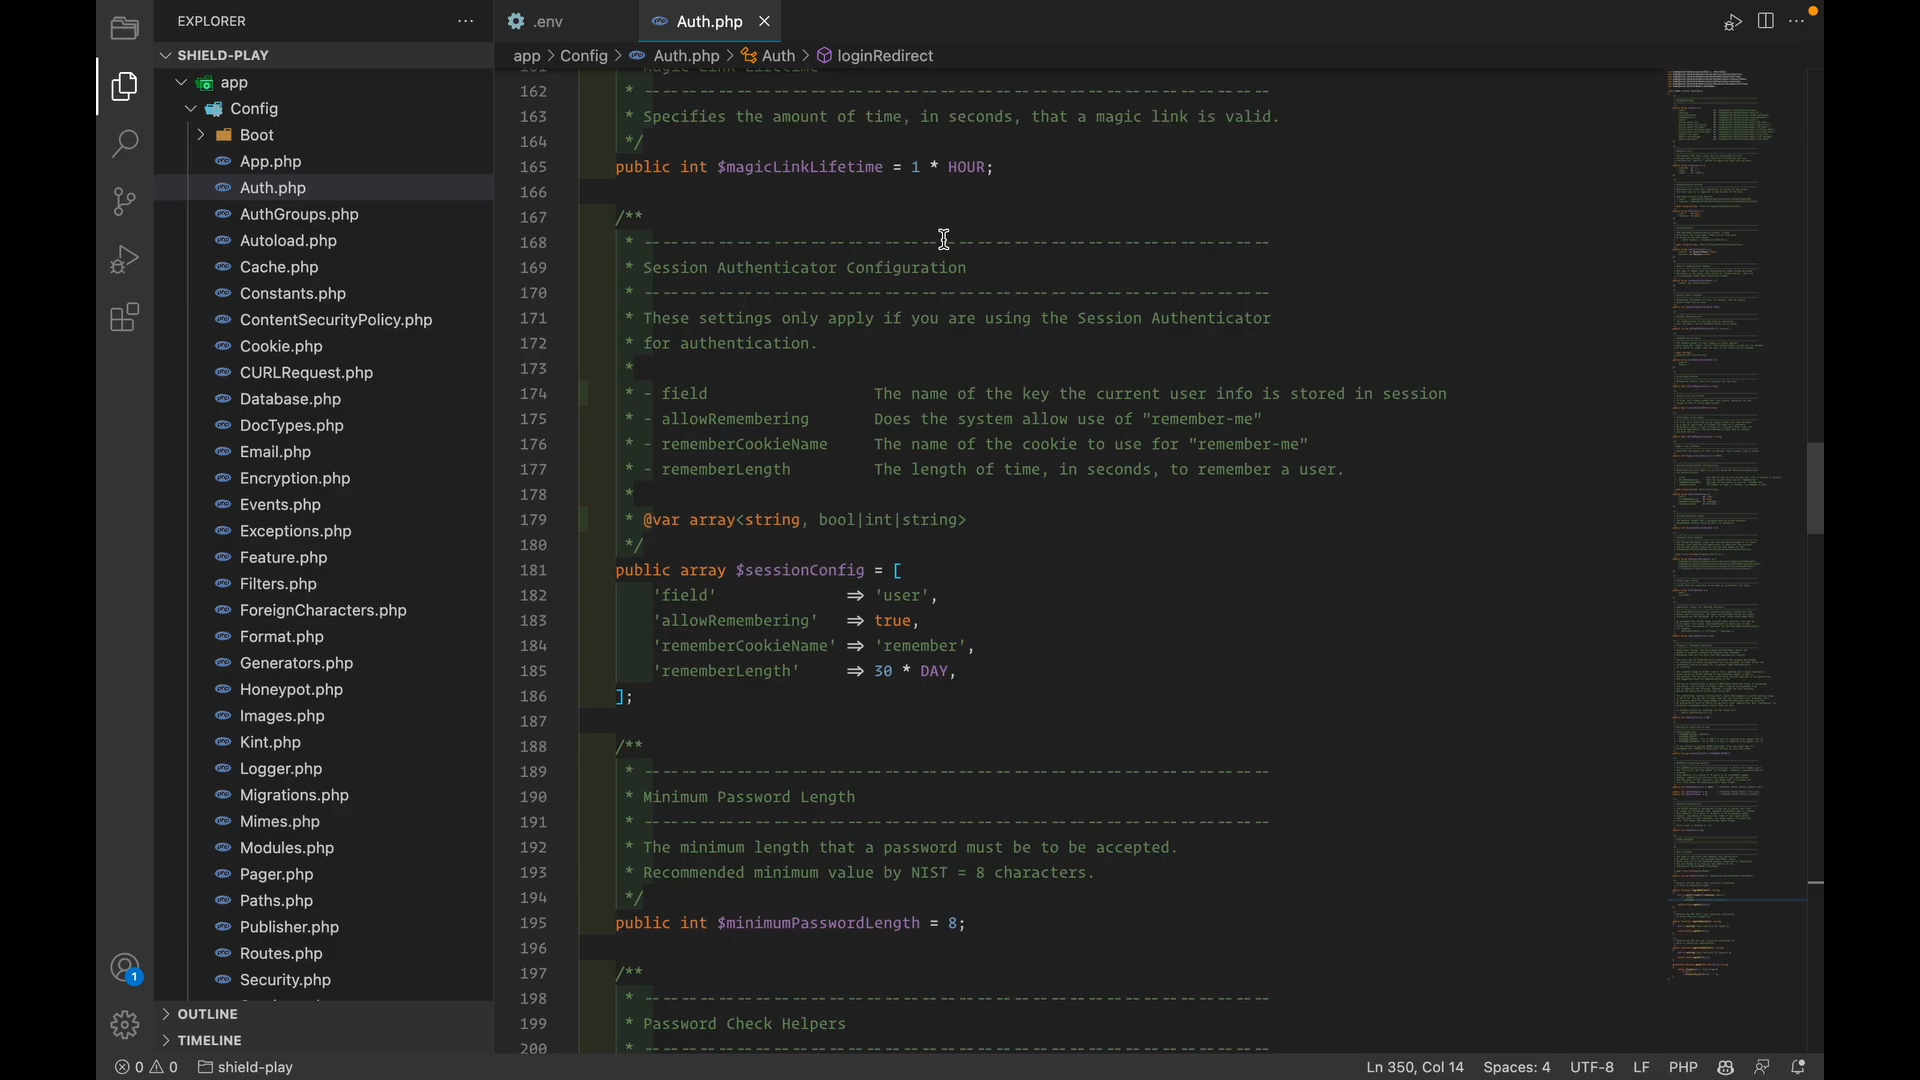 EXPLORER
SHIELD-PLAY
app
Config
Boot
App.php
Auth.php
AuthGroups.php
Autoload.php
Cache.php
Constants.php
ContentSecurityPolicy.php
Cookie.php
CURLRequest.php
Database.php
DocTypes.php
Email.php
Encryption.php
Events.php
Exceptions.php
Feature.php
Filters.php
ForeignCharacters.php
Format.php
Generators.php
Honeypot.php
Images.php
Kint.php
Logger.php
Migrations.php
Mimes.php
Modules.php
Pager.php
Paths.php
Publisher.php
Routes.php
Security.php
OUTLINE
TIMELINE
1
.env
Auth.php
app > Config > Auth.php > Auth > loginRedirect
161 * Magic Link Lifetime
162 * --------------------------------------------------------------------
163 * Specifies the amount of time, in seconds, that a magic link is valid.
164 */
165 public int $magicLinkLifetime = 1 * HOUR;
166
167 /**
168 * --------------------------------------------------------------------
169 * Session Authenticator Configuration
170 * --------------------------------------------------------------------
171 * These settings only apply if you are using the Session Authenticator
172 * for authentication.
173 *
174 * - field The name of the key the current user info is stored in session
175 * - allowRemembering Does the system allow use of "remember-me"
176 * - rememberCookieName The name of the cookie to use for "remember-me"
177 * - rememberLength The length of time, in seconds, to remember a user.
178 *
179 * @var array<string, bool|int|string>
180 */
181 public array $sessionConfig = [
182 'field' => 'user',
183 'allowRemembering' => true,
184 'rememberCookieName' => 'remember',
185 'rememberLength' => 30 * DAY,
186 ];
187
188 /**
189 * --------------------------------------------------------------------
190 * Minimum Password Length
191 * --------------------------------------------------------------------
192 * The minimum length that a password must be to be accepted.
193 * Recommended minimum value by NIST = 8 characters.
194 */
195 public int $minimumPasswordLength = 8;
196
197 /**
198 * --------------------------------------------------------------------
199 * Password Check Helpers
200 * --------------------------------------------------------------------
0 0 shield-play
Ln 350, Col 14 Spaces: 4 UTF-8 LF PHP